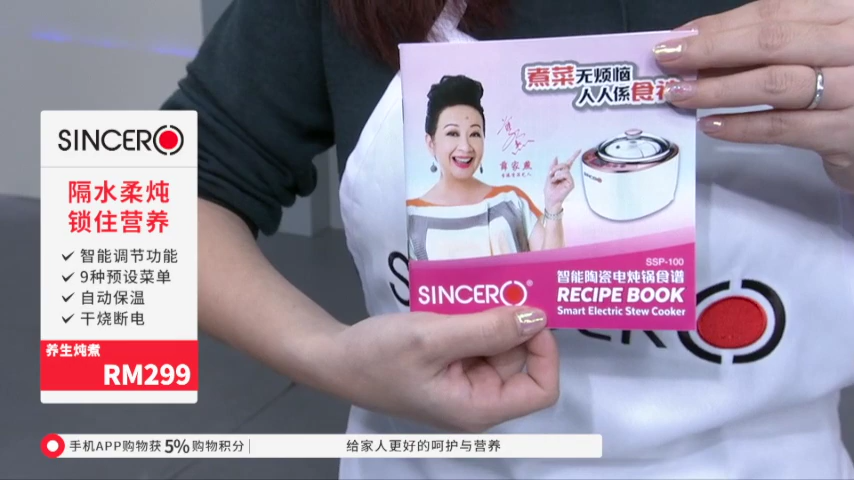 SINCERO
隔水柔炖
锁住营养
✓ 智能调节功能
✓ 9种预设菜单
✓ 自动保温
✓ 干烧断电
养生炖煮
RM299
手机APP购物获5%购物积分
给家人更好的呵护与营养
煮菜无烦恼
人人係食神
薛家燕
SSP-100
智能陶瓷电炖锅食谱
SINCERO®
RECIPE BOOK
Smart Electric Stew Cooker